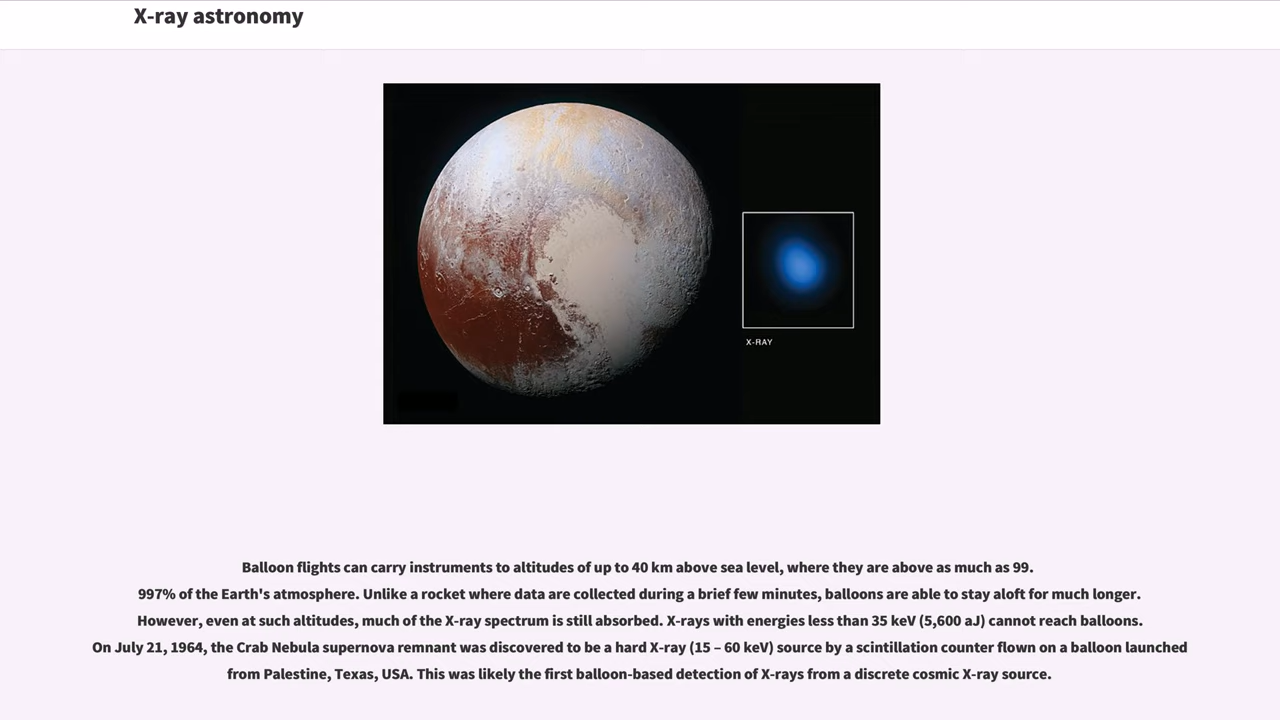 X-ray astronomy
X-RAY
Balloon flights can carry instruments to altitudes of up to 40 km above sea level, where they are above as much as 99.
997% of the Earth's atmosphere. Unlike a rocket where data are collected during a brief few minutes, balloons are able to stay aloft for much longer.
However, even at such altitudes, much of the X-ray spectrum is still absorbed. X-rays with energies less than 35 keV (5,600 aJ) cannot reach balloons.
On July 21, 1964, the Crab Nebula supernova remnant was discovered to be a hard X-ray (15 – 60 keV) source by a scintillation counter flown on a balloon launched
from Palestine, Texas, USA. This was likely the first balloon-based detection of X-rays from a discrete cosmic X-ray source.